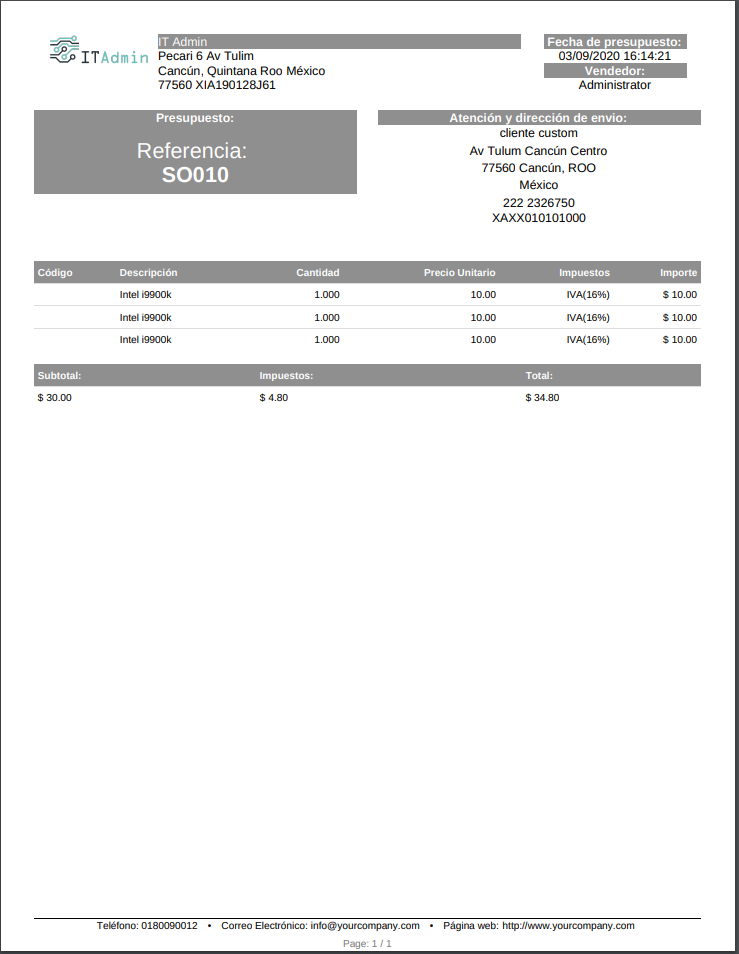 ITAdmin
IT Admin
Pecari 6 Av Tulim
Cancún, Quintana Roo México
77560 XIA190128J61
Fecha de presupuesto:
03/09/2020 16:14:21
Vendedor:
Administrator
Presupuesto:
Referencia:
SO010
Atención y dirección de envio:
cliente custom
Av Tulum Cancún Centro
77560 Cancún, ROO
México
222 2326750
XAXX010101000
Código Descripción Cantidad Precio Unitario Impuestos Importe
Intel i9900k 1.000 10.00 IVA(16%) $ 10.00
Intel i9900k 1.000 10.00 IVA(16%) $ 10.00
Intel i9900k 1.000 10.00 IVA(16%) $ 10.00
Subtotal: Impuestos: Total:
$ 30.00 $ 4.80 $ 34.80
Teléfono: 0180090012 • Correo Electrónico: info@yourcompany.com • Página web: http://www.yourcompany.com
Page: 1 / 1